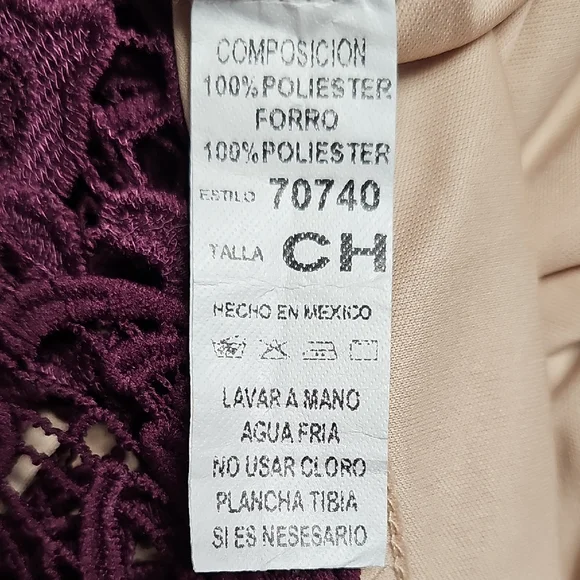 COMPOSICION
100% POLIESTER
FORRO
100% POLIESTER
ESTILO 70740
TALLA CH
HECHO EN MEXICO
LAVAR A MANO
AGUA FRIA
NO USAR CLORO
PLANCHA TIBIA
SI ES NESESARIO